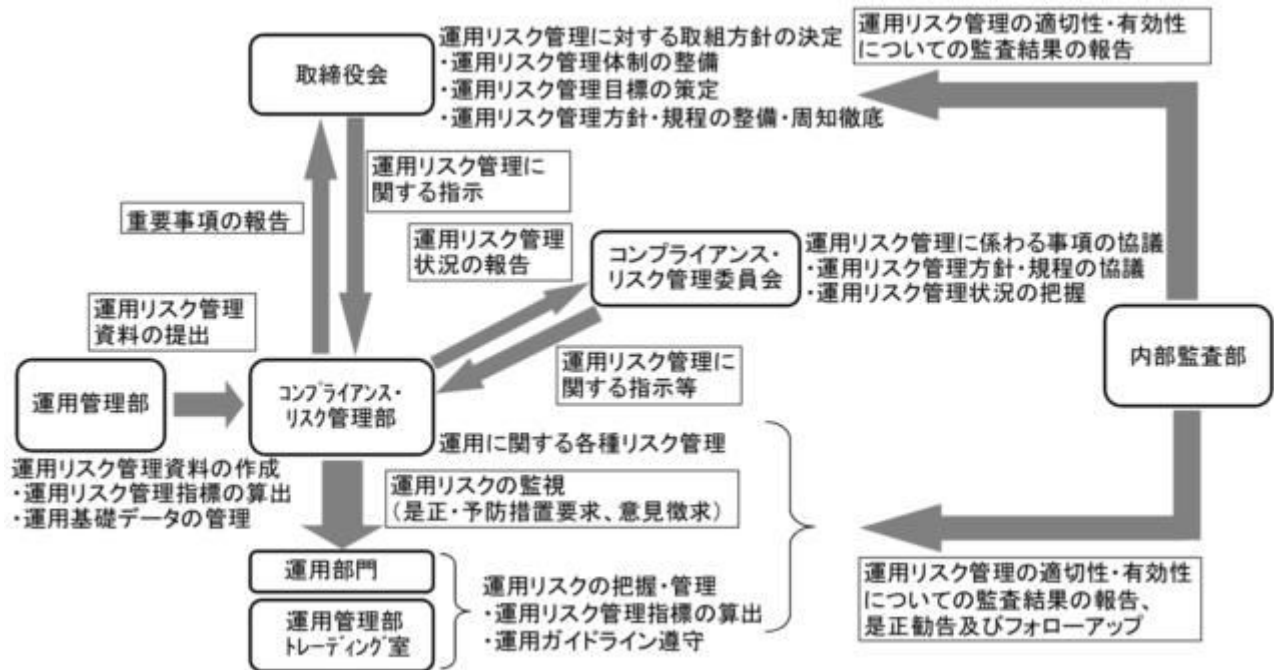 取締役会
運用リスク管理に対する取組方針の決定
・運用リスク管理体制の整備
・運用リスク管理目標の策定
・運用リスク管理方針・規程の整備・周知徹底
運用リスク管理の適切性・有効性
についての監査結果の報告
運用リスク管理に
関する指示
重要事項の報告
運用リスク管理
状況の報告
コンプライアンス・
リスク管理委員会
運用リスク管理に係わる事項の協議
・運用リスク管理方針・規程の協議
・運用リスク管理状況の把握
運用リスク管理
資料の提出
運用リスク管理に
関する指示等
内部監査部
運用管理部
コンプライアンス・
リスク管理部
運用に関する各種リスク管理
運用リスク管理資料の作成
・運用リスク管理指標の算出
・運用基礎データの管理
運用リスクの監視
(是正・予防措置要求、意見徴求)
運用部門
運用管理部
トレーディング室
運用リスクの把握・管理
・運用リスク管理指標の算出
・運用ガイドライン遵守
運用リスク管理の適切性・有効性
についての監査結果の報告、
是正勧告及びフォローアップ